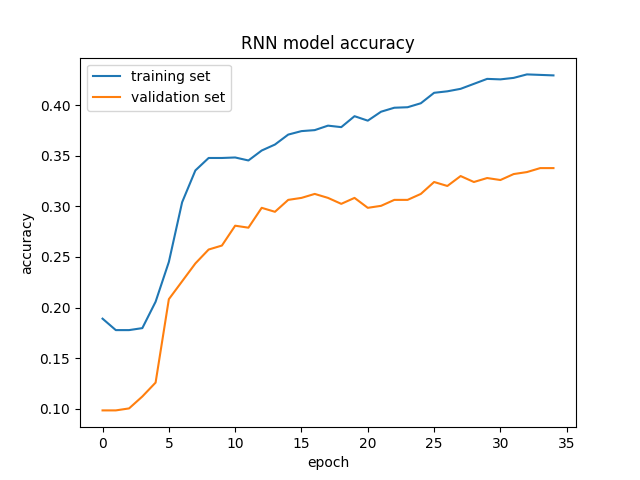 RNN model accuracy
training set
validation set
accuracy
0.40
0.35
0.30
0.25
0.20
0.15
0.10
0 5 10 15 20 25 30 35
epoch